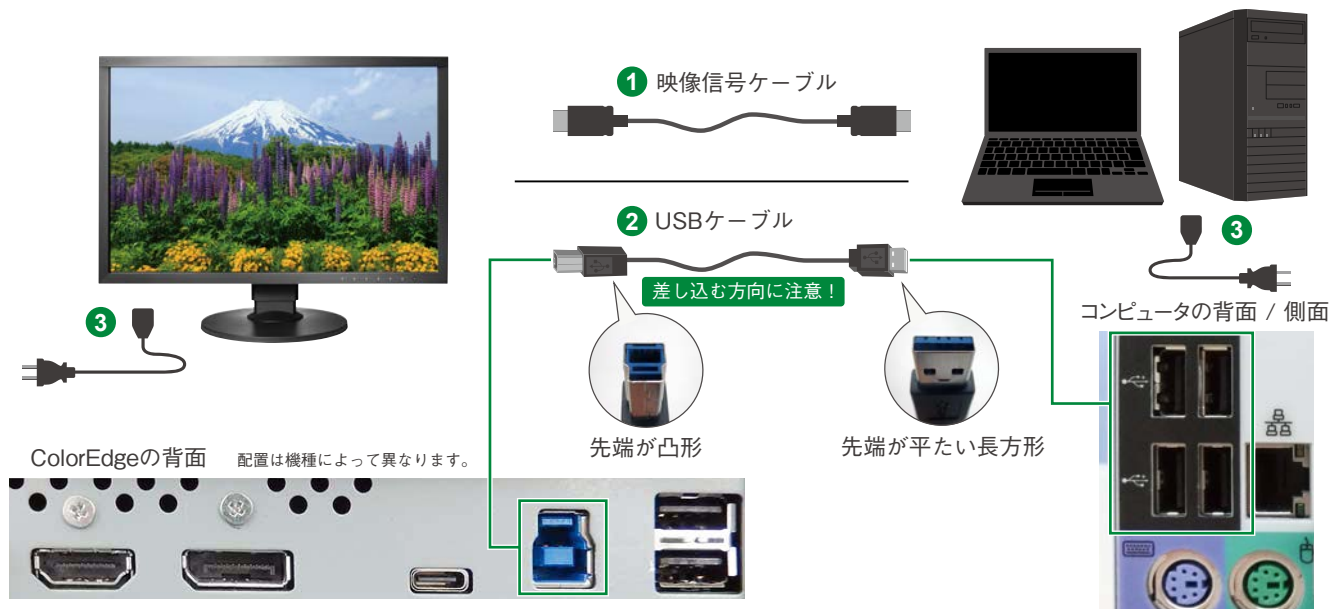 1 映像信号ケーブル
2 USBケーブル
差し込む方向に注意！
3
3
コンピュータの背面 / 側面
先端が凸形
先端が平たい長方形
ColorEdgeの背面 配置は機種によって異なります。